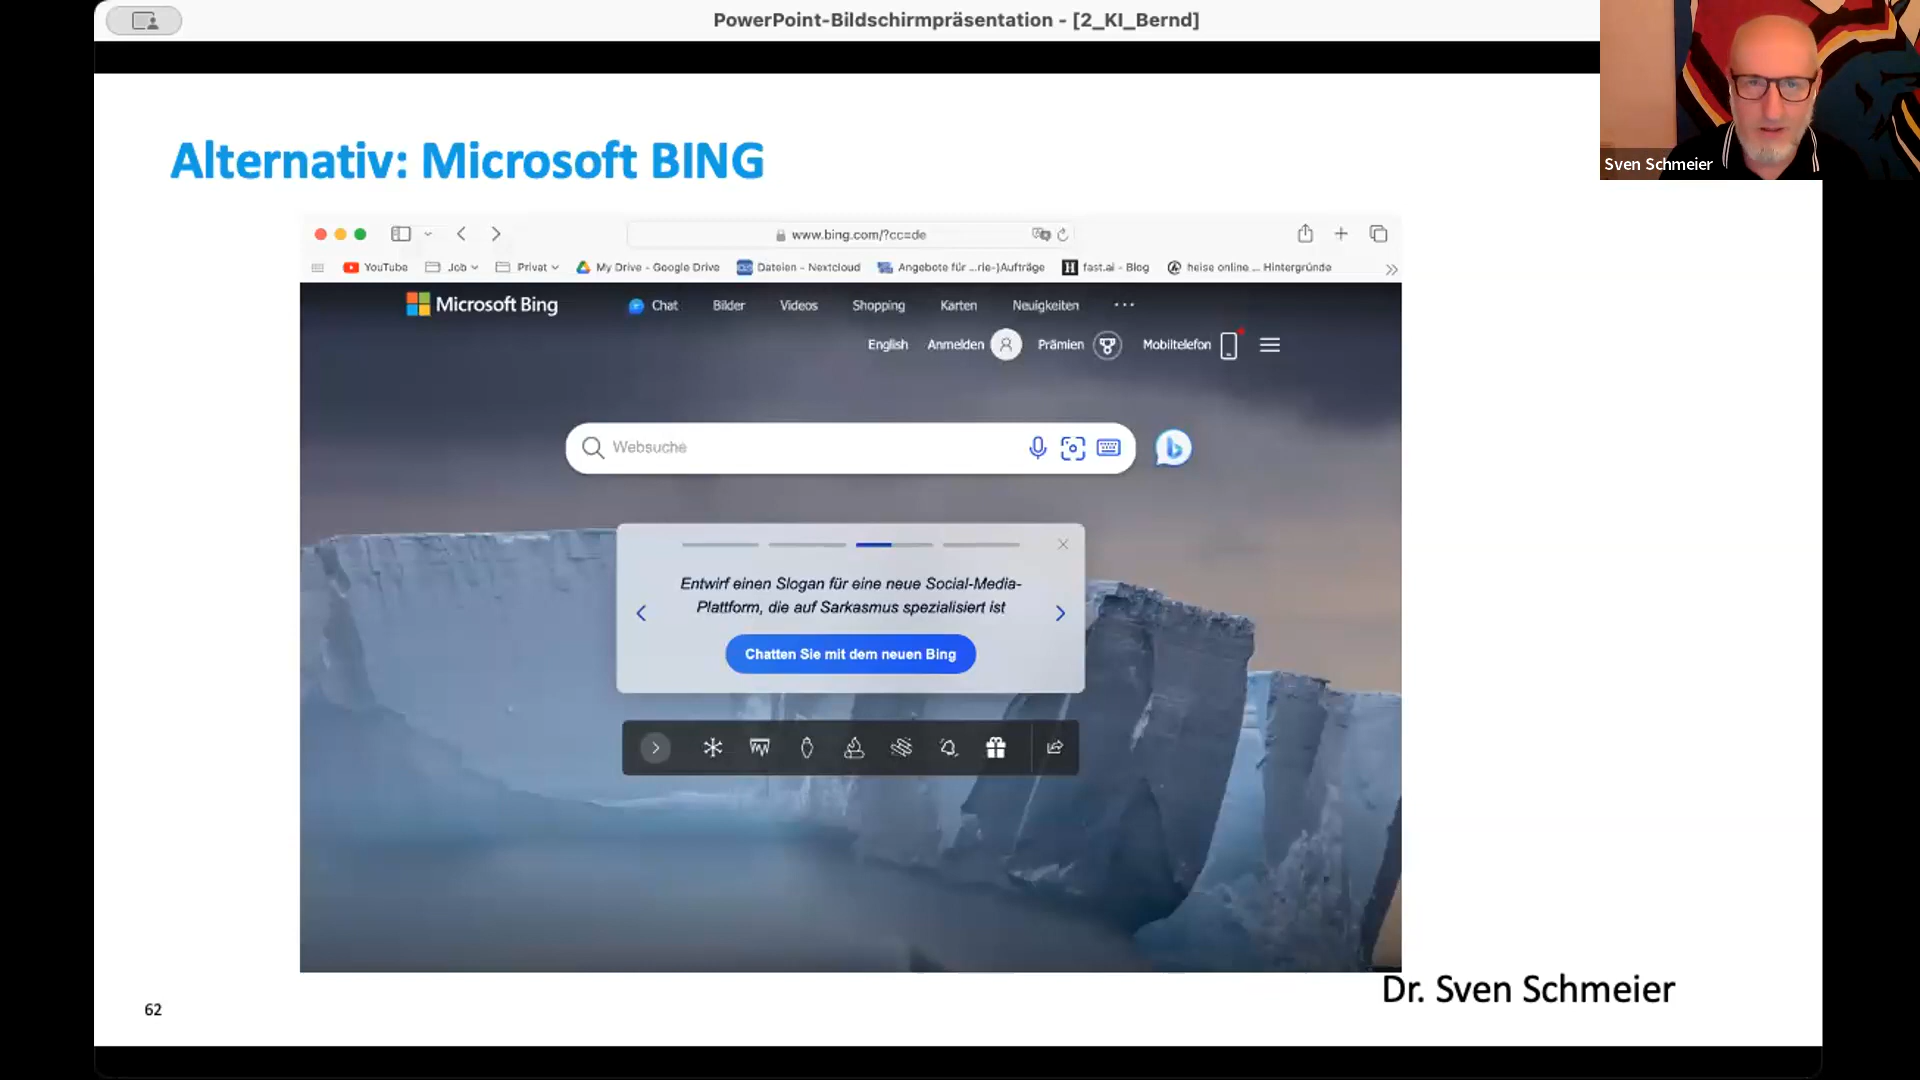 PowerPoint-Bildschirmpräsentation - [2_KI_Bernd]
Sven Schmeier
Alternativ: Microsoft BING
www.bing.com/?cc=de
YouTube Job Privat My Drive - Google Drive Dateien - Nextcloud Angebote für ...rie-)Aufträge fast.ai - Blog heise online ... Hintergründe
Microsoft Bing Chat Bilder Videos Shopping Karten Neuigkeiten
English Anmelden Prämien Mobiltelefon
Websuche
Entwirf einen Slogan für eine neue Social-Media-
Plattform, die auf Sarkasmus spezialisiert ist
Chatten Sie mit dem neuen Bing
Dr. Sven Schmeier
62